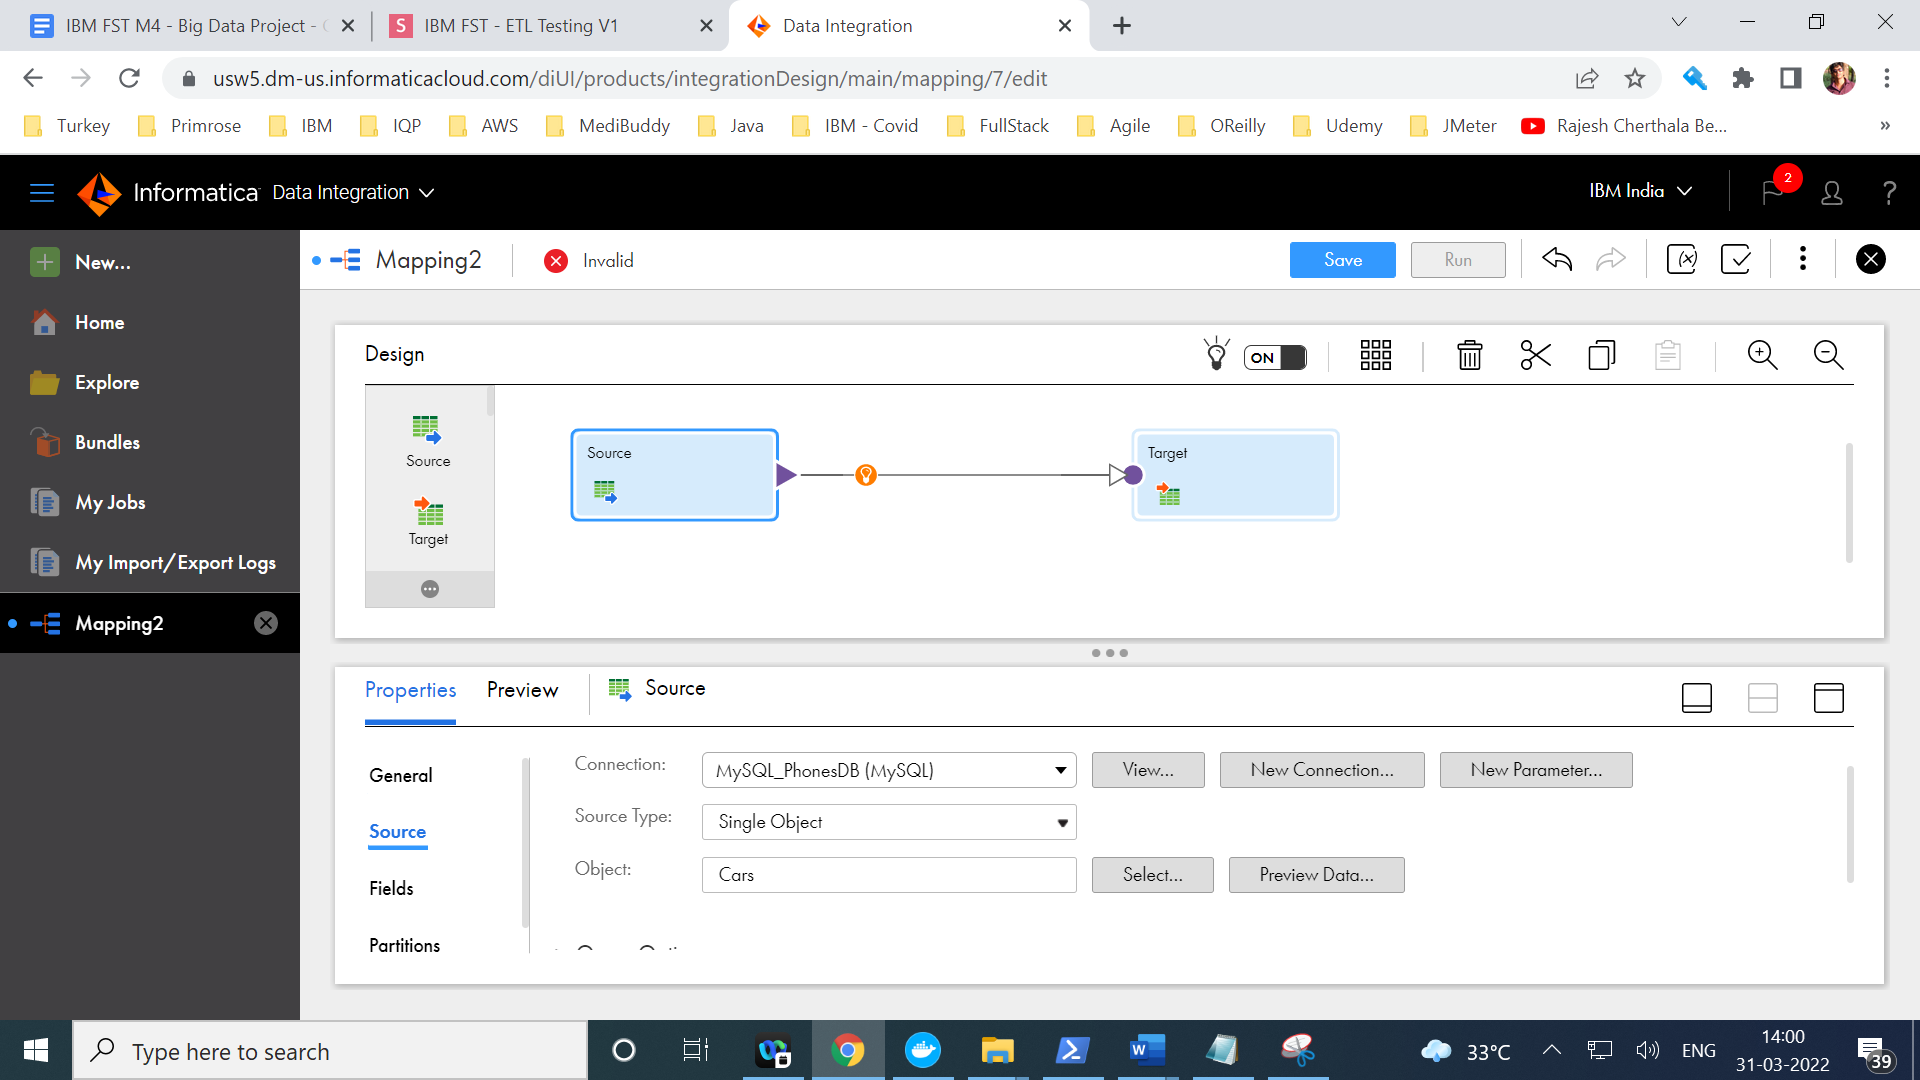 IBM FST M4 - Big Data Project -
IBM FST - ETL Testing V1
Data Integration
usw5.dm-us.informaticacloud.com/diUI/products/integrationDesign/main/mapping/7/edit
Turkey
Primrose
IBM
IQP
AWS
MediBuddy
Java
IBM - Covid
FullStack
Agile
OReilly
Udemy
JMeter
Rajesh Cherthala Be...
»
Informatica Data Integration
IBM India
2
?
New...
Home
Explore
Bundles
My Jobs
My Import/Export Logs
Mapping2
Mapping2
Invalid
Save
Run
Design
ON
Source
Target
Source
Target
Properties
Preview
Source
General
Source
Fields
Partitions
Connection:
MySQL_PhonesDB (MySQL)
View...
New Connection...
New Parameter...
Source Type:
Single Object
Object:
Cars
Select...
Preview Data...
Type here to search
33°C
ENG
14:00
31-03-2022
39